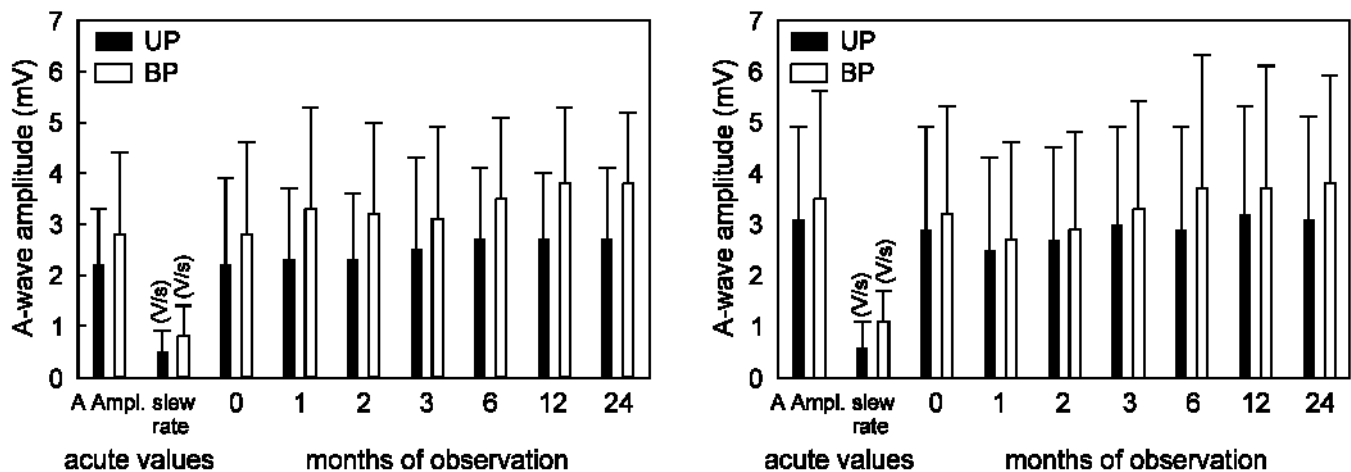 7
6
5
4
3
2
1
0
A-wave amplitude (mV)
UP
BP
(V/s)
(V/s)
A Ampl. slew 0 1 2 3 6 12 24
rate
acute values months of observation
7
6
5
4
3
2
1
0
A-wave amplitude (mV)
UP
BP
(V/s)
(V/s)
A Ampl. slew 0 1 2 3 6 12 24
rate
acute values months of observation